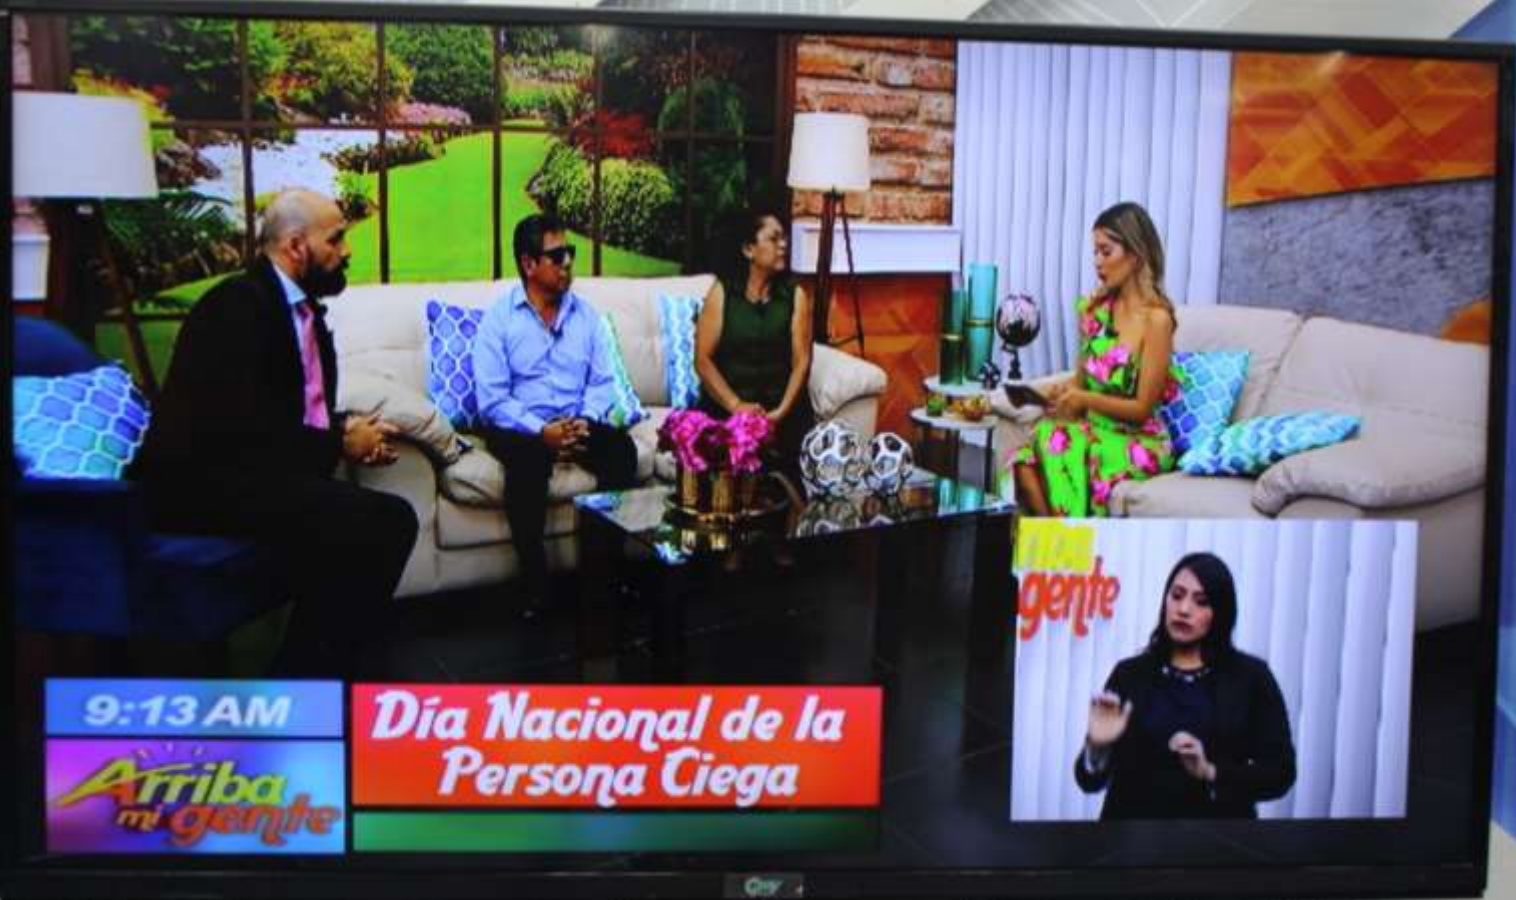 9:13 AM
Arriba
mi gente
Día Nacional de la
Persona Ciega
gente